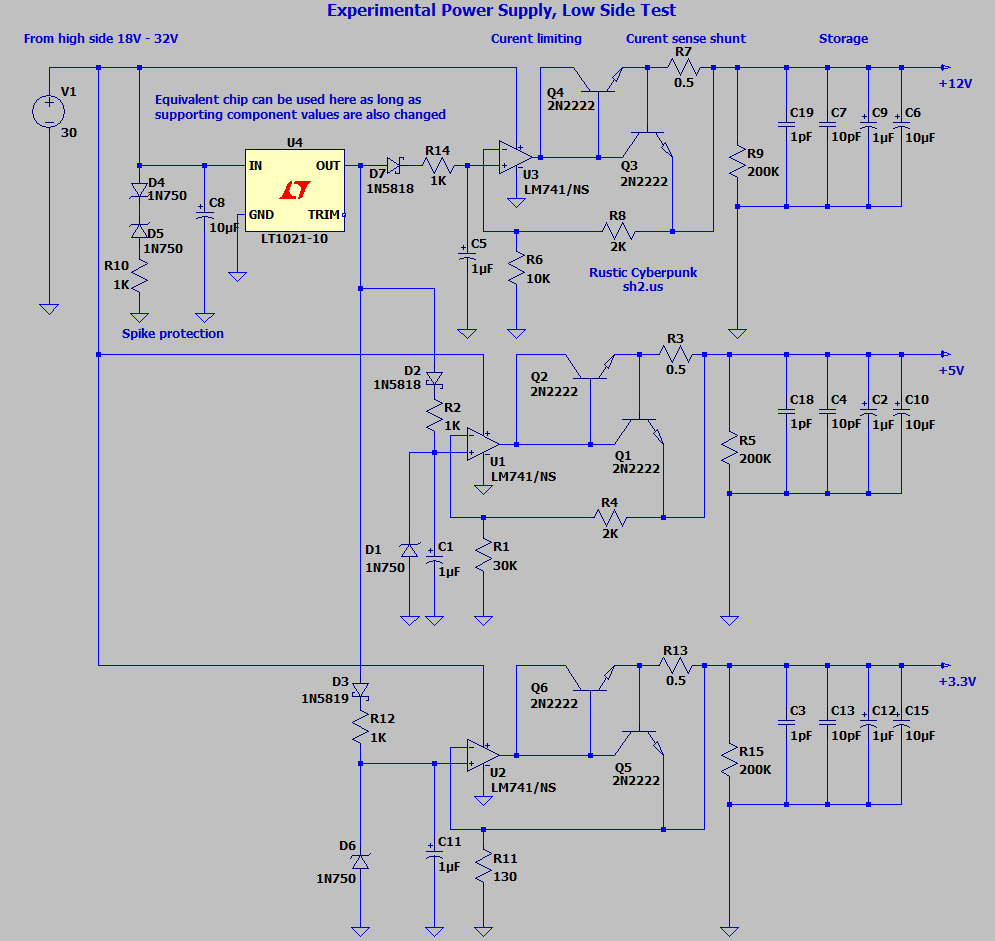 Experimental Power Supply, Low Side Test
From high side 18V - 32V
Curent limiting
Curent sense shunt
Storage
R7
0.5
+12V
V1
30
Equivalent chip can be used here as long as
supporting component values are also changed
Q4
2N2222
C19
1pF
C7
10pF
C9
1µF
C6
10µF
U4
IN
OUT
GND
TRIM
LT1021-10
D7
1N5818
R14
1K
U3
LM741/NS
Q3
2N2222
R9
200K
D4
1N750
D5
1N750
C8
10µF
R10
1K
Spike protection
C5
1µF
R8
2K
R6
10K
Rustic Cyberpunk
sh2.us
R3
0.5
+5V
D2
1N5818
R2
1K
Q2
2N2222
C18
1pF
C4
10pF
C2
1µF
C10
10µF
U1
LM741/NS
Q1
2N2222
R5
200K
R4
2K
D1
1N750
C1
1µF
R1
30K
R13
0.5
+3.3V
D3
1N5819
R12
1K
Q6
2N2222
C3
1pF
C13
10pF
C12
1µF
C15
10µF
U2
LM741/NS
Q5
2N2222
R15
200K
D6
1N750
C11
1µF
R11
130